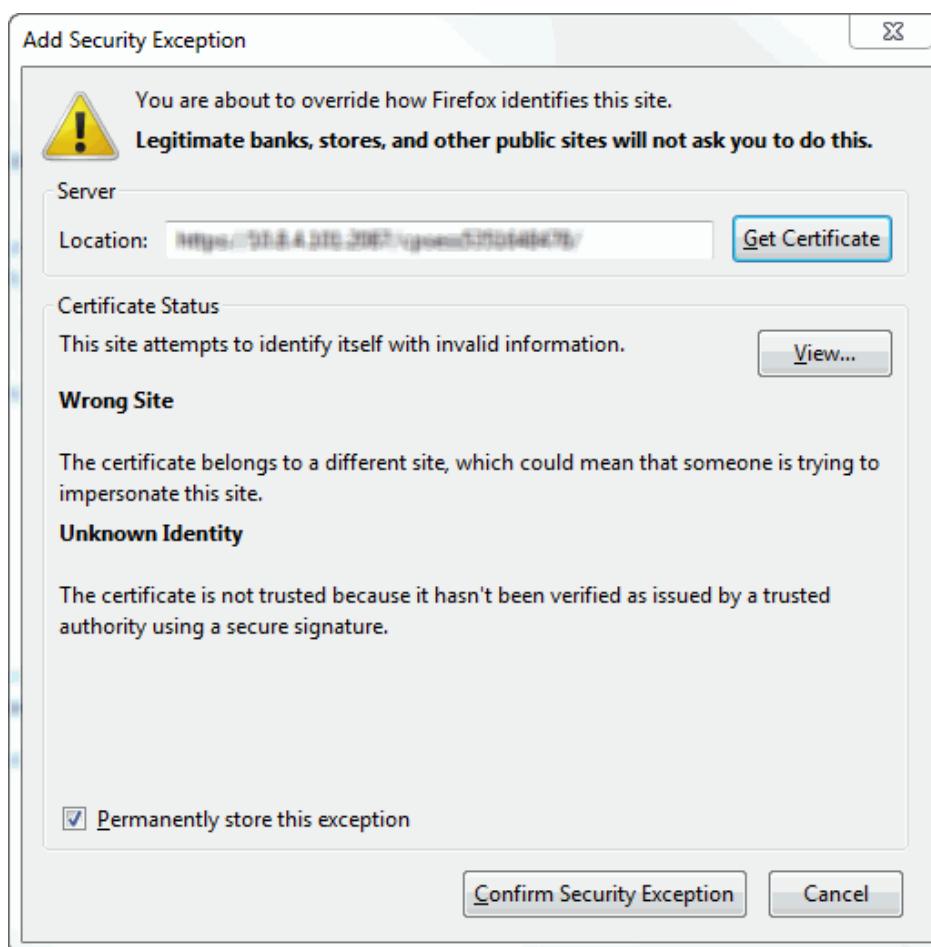 Add Security Exception
You are about to override how Firefox identifies this site.
Legitimate banks, stores, and other public sites will not ask you to do this.
Server
Location:
Get Certificate
Certificate Status
This site attempts to identify itself with invalid information.
View...
Wrong Site
The certificate belongs to a different site, which could mean that someone is trying to
impersonate this site.
Unknown Identity
The certificate is not trusted because it hasn't been verified as issued by a trusted
authority using a secure signature.
Permanently store this exception
Confirm Security Exception
Cancel